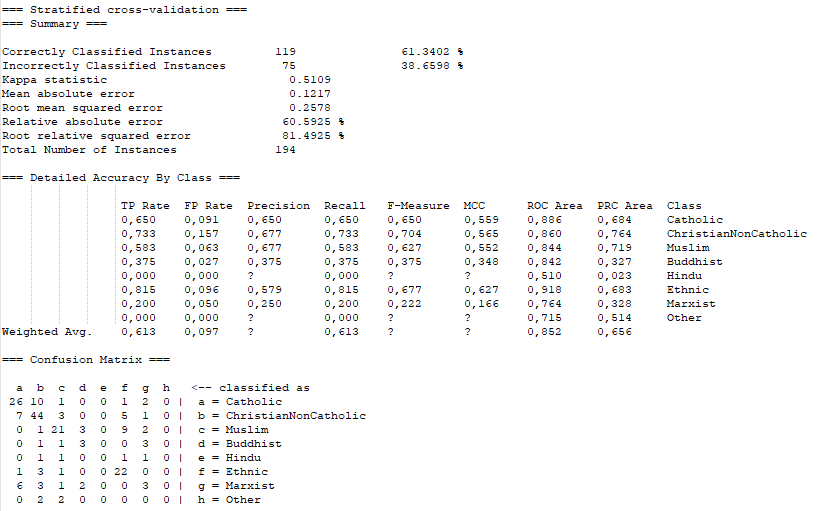 === Stratified cross-validation ===
=== Summary ===
Correctly Classified Instances 119 61.3402 %
Incorrectly Classified Instances 75 38.6598 %
Kappa statistic 0.5109
Mean absolute error 0.1217
Root mean squared error 0.2578
Relative absolute error 60.5925 %
Root relative squared error 81.4925 %
Total Number of Instances 194
=== Detailed Accuracy By Class ===
TP Rate FP Rate Precision Recall F-Measure MCC ROC Area PRC Area Class
0,650 0,091 0,650 0,650 0,650 0,559 0,886 0,684 Catholic
0,733 0,157 0,677 0,733 0,704 0,565 0,860 0,764 ChristianNonCatholic
0,583 0,063 0,677 0,583 0,627 0,552 0,844 0,719 Muslim
0,375 0,027 0,375 0,375 0,375 0,348 0,842 0,327 Buddhist
0,000 0,000 ? 0,000 ? ? 0,510 0,023 Hindu
0,815 0,096 0,579 0,815 0,677 0,627 0,918 0,683 Ethnic
0,200 0,050 0,250 0,200 0,222 0,166 0,764 0,328 Marxist
0,000 0,000 ? 0,000 ? ? 0,715 0,514 Other
Weighted Avg. 0,613 0,097 ? 0,613 ? ? 0,852 0,656
=== Confusion Matrix ===
a b c d e f g h <-- classified as
26 10 1 0 0 1 2 0 | a = Catholic
7 44 3 0 0 5 1 0 | b = ChristianNonCatholic
0 1 21 3 0 9 2 0 | c = Muslim
0 1 1 3 0 0 3 0 | d = Buddhist
0 1 1 0 0 1 1 0 | e = Hindu
1 3 1 0 0 22 0 0 | f = Ethnic
6 3 1 2 0 0 3 0 | g = Marxist
0 2 2 0 0 0 0 0 | h = Other